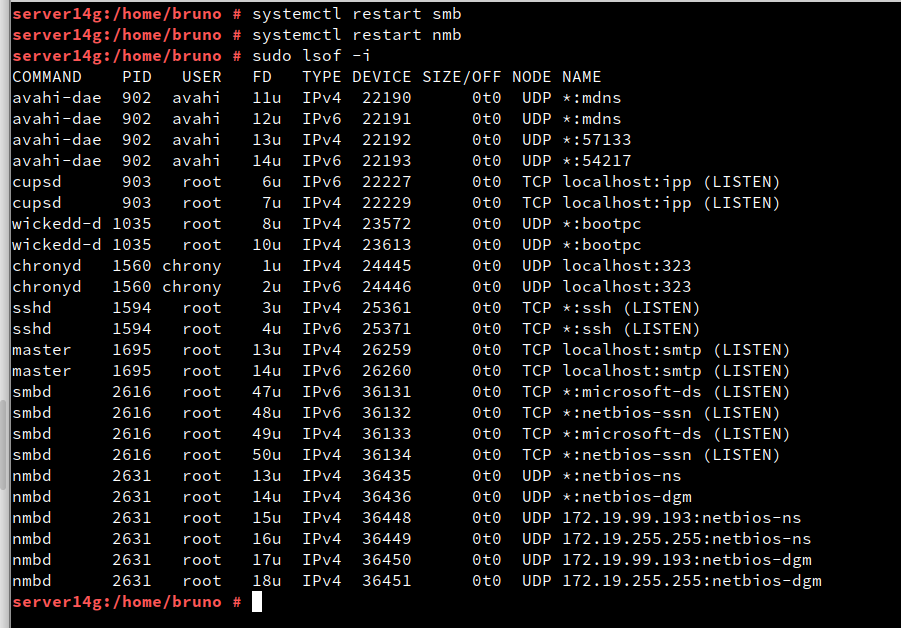 server14g:/home/bruno # systemctl restart smb
server14g:/home/bruno # systemctl restart nmb
server14g:/home/bruno # sudo lsof -i
COMMAND    PID   USER   FD   TYPE DEVICE SIZE/OFF NODE NAME
avahi-dae  902  avahi   11u  IPv4  22190      0t0  UDP *:mdns
avahi-dae  902  avahi   12u  IPv6  22191      0t0  UDP *:mdns
avahi-dae  902  avahi   13u  IPv4  22192      0t0  UDP *:57133
avahi-dae  902  avahi   14u  IPv6  22193      0t0  UDP *:54217
cupsd      903   root    6u  IPv6  22227      0t0  TCP localhost:ipp (LISTEN)
cupsd      903   root    7u  IPv4  22229      0t0  TCP localhost:ipp (LISTEN)
wickedd-d 1035   root    8u  IPv4  23572      0t0  UDP *:bootpc
wickedd-d 1035   root   10u  IPv4  23613      0t0  UDP *:bootpc
chronyd   1560 chrony    1u  IPv4  24445      0t0  UDP localhost:323
chronyd   1560 chrony    2u  IPv6  24446      0t0  UDP localhost:323
sshd      1594   root    3u  IPv4  25361      0t0  TCP *:ssh (LISTEN)
sshd      1594   root    4u  IPv6  25371      0t0  TCP *:ssh (LISTEN)
master    1695   root   13u  IPv4  26259      0t0  TCP localhost:smtp (LISTEN)
master    1695   root   14u  IPv6  26260      0t0  TCP localhost:smtp (LISTEN)
smbd      2616   root   47u  IPv6  36131      0t0  TCP *:microsoft-ds (LISTEN)
smbd      2616   root   48u  IPv6  36132      0t0  TCP *:netbios-ssn (LISTEN)
smbd      2616   root   49u  IPv4  36133      0t0  TCP *:microsoft-ds (LISTEN)
smbd      2616   root   50u  IPv4  36134      0t0  TCP *:netbios-ssn (LISTEN)
nmbd      2631   root   13u  IPv4  36435      0t0  UDP *:netbios-ns
nmbd      2631   root   14u  IPv4  36436      0t0  UDP *:netbios-dgm
nmbd      2631   root   15u  IPv4  36448      0t0  UDP 172.19.99.193:netbios-ns
nmbd      2631   root   16u  IPv4  36449      0t0  UDP 172.19.255.255:netbios-ns
nmbd      2631   root   17u  IPv4  36450      0t0  UDP 172.19.99.193:netbios-dgm
nmbd      2631   root   18u  IPv4  36451      0t0  UDP 172.19.255.255:netbios-dgm
server14g:/home/bruno #